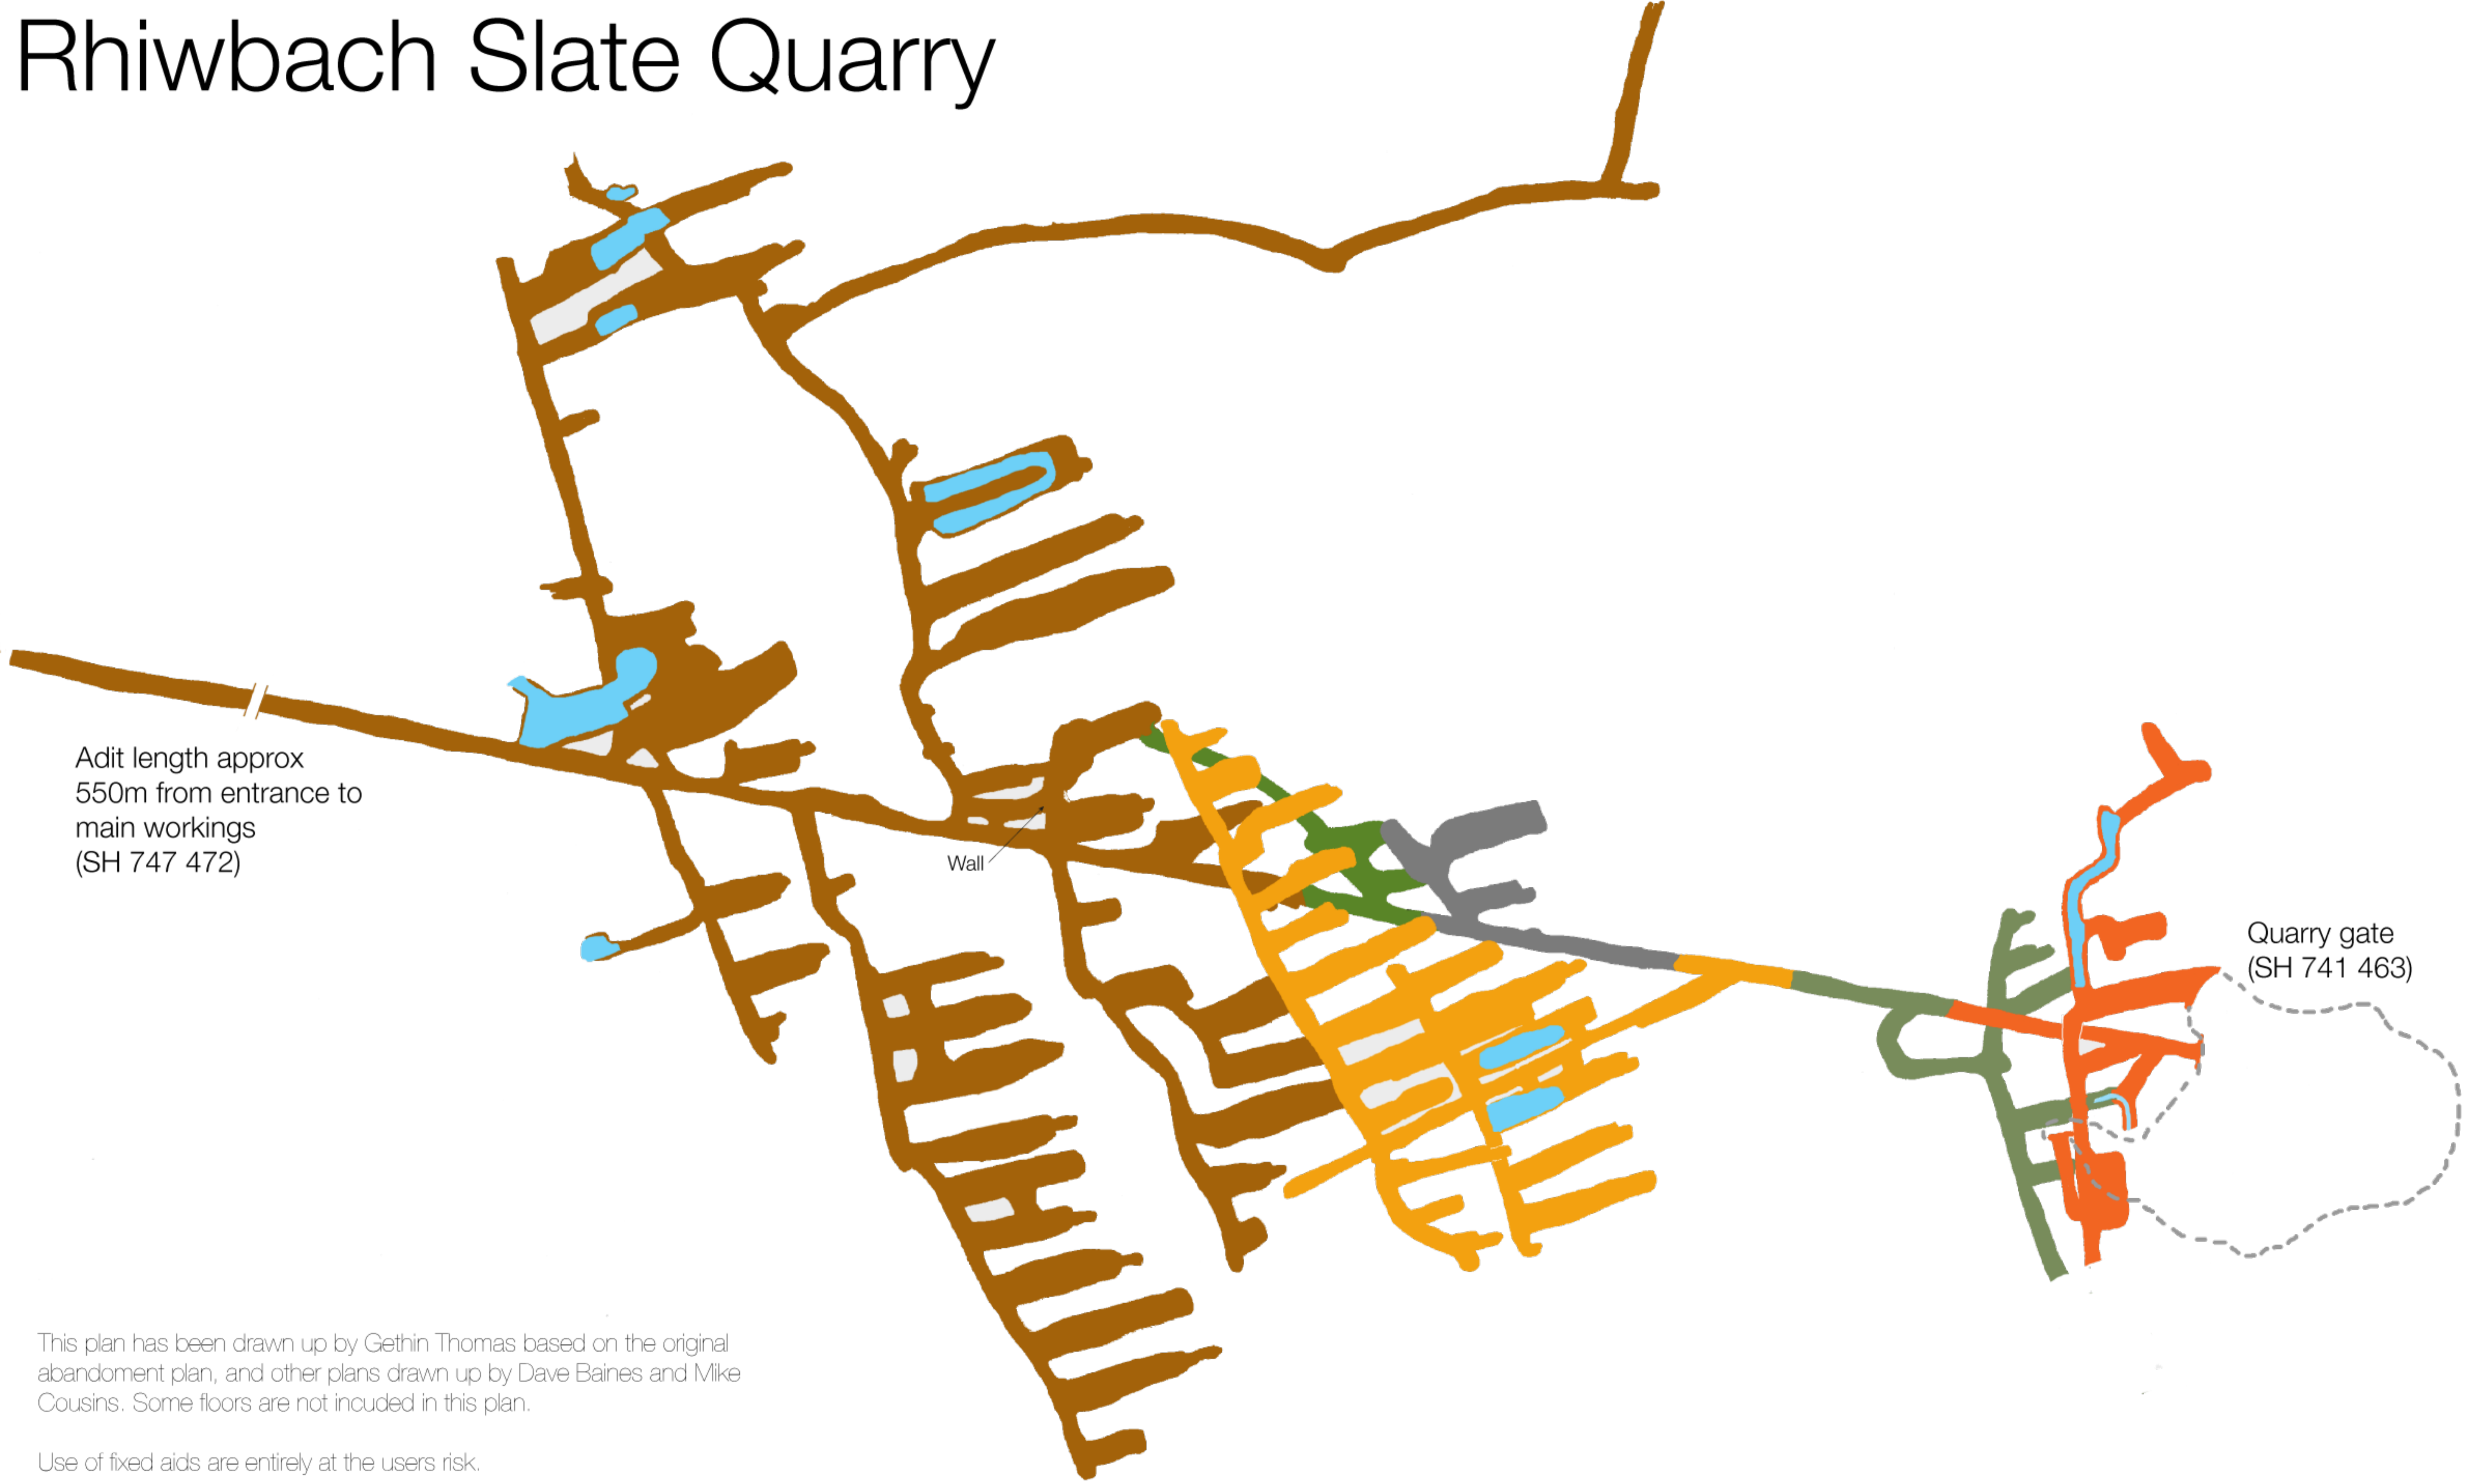 Rhiwbach Slate Quarry
Adit length approx
550m from entrance to
main workings
(SH 747 472)
Wall
Quarry gate
(SH 741 463)
This plan has been drawn up by Gethin Thomas based on the original
abandoment plan, and other plans drawn up by Dave Baines and Mike
Cousins. Some floors are not incuded in this plan.
Use of fixed aids are entirely at the users risk.